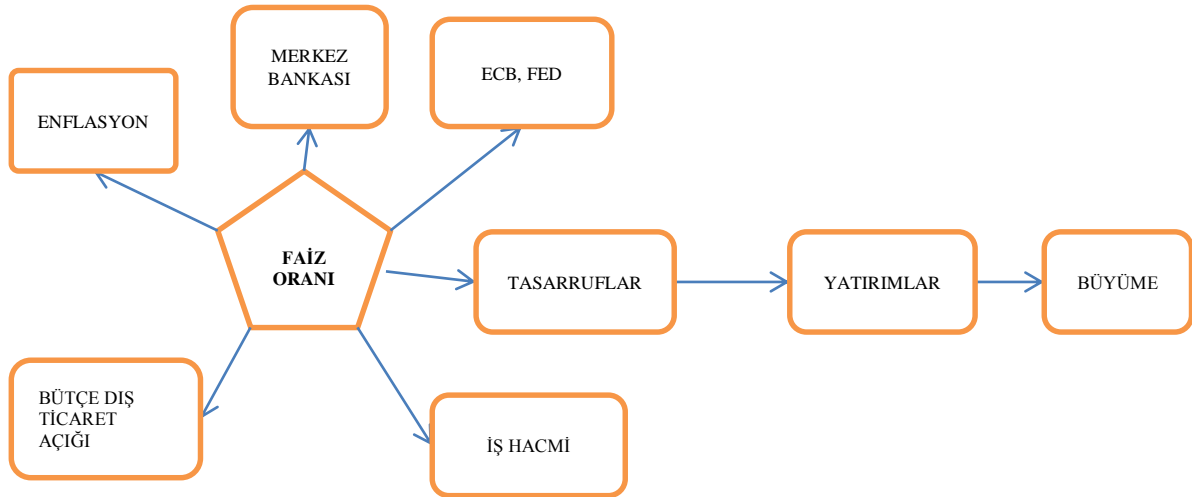 MERKEZ
BANKASI
ECB, FED
ENFLASYON
FAİZ
ORANI
TASARRUFLAR
YATIRIMLAR
BÜYÜME
BÜTÇE DIŞ
TİCARET
AÇIĞI
İŞ HACMİ